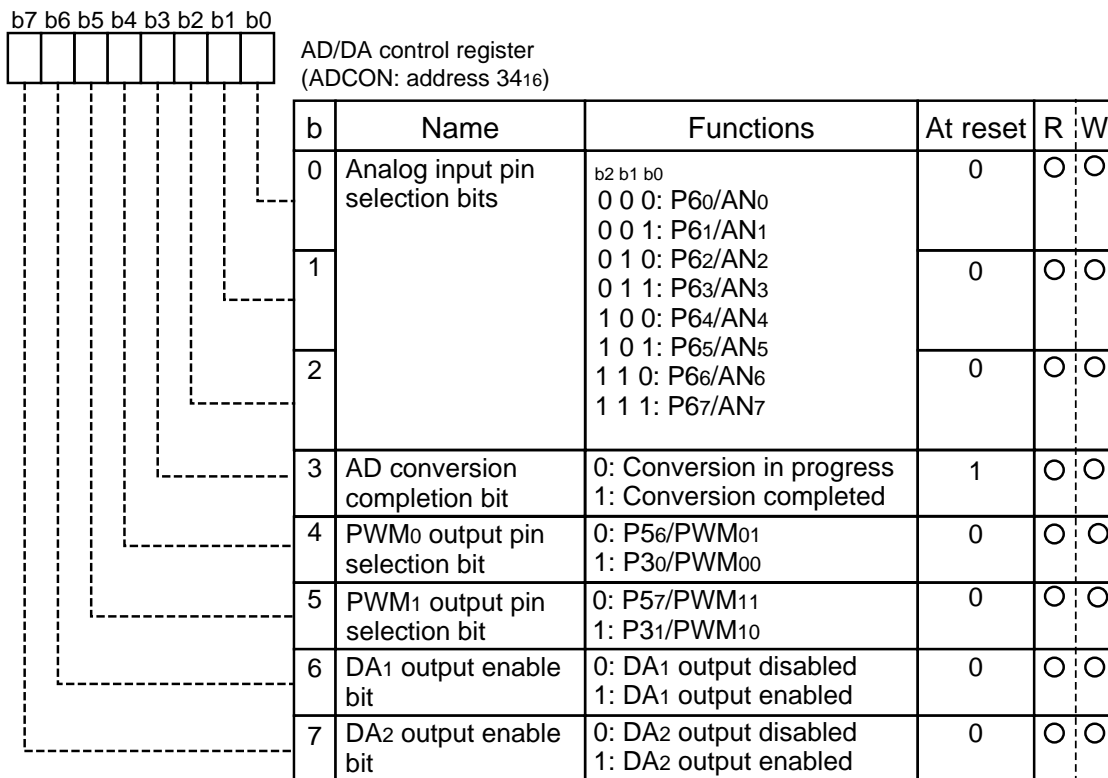 b7 b6 b5 b4 b3 b2 b1 b0
AD/DA control register
(ADCON: address 3416)
b Name Functions At reset R W
0 Analog input pin selection bits
b2 b1 b0
0 0 0: P60/AN0
0 0 1: P61/AN1
0 1 0: P62/AN2
0 1 1: P63/AN3
1 0 0: P64/AN4
1 0 1: P65/AN5
1 1 0: P66/AN6
1 1 1: P67/AN7
0 ○ ○
1 0 ○ ○
2 0 ○ ○
3 AD conversion completion bit
0: Conversion in progress
1: Conversion completed
1 ○ ○
4 PWM0 output pin selection bit
0: P56/PWM01
1: P30/PWM00
0 ○ ○
5 PWM1 output pin selection bit
0: P57/PWM11
1: P31/PWM10
0 ○ ○
6 DA1 output enable bit
0: DA1 output disabled
1: DA1 output enabled
0 ○ ○
7 DA2 output enable bit
0: DA2 output disabled
1: DA2 output enabled
0 ○ ○